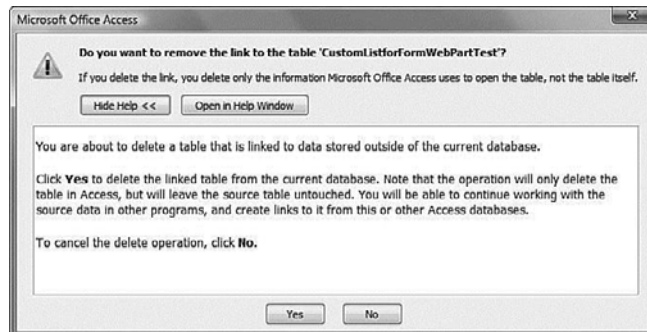 Microsoft Office Access
Do you want to remove the link to the table 'CustomListforFormWebPartTest'?
If you delete the link, you delete only the information Microsoft Office Access uses to open the table, not the table itself.
Hide Help <<
Open in Help Window
You are about to delete a table that is linked to data stored outside of the current database.
Click Yes to delete the linked table from the current database. Note that the operation will only delete the
table in Access, but will leave the source table untouched. You will be able to continue working with the
source data in other programs, and create links to it from this or other Access databases.
To cancel the delete operation, click No.
Yes
No